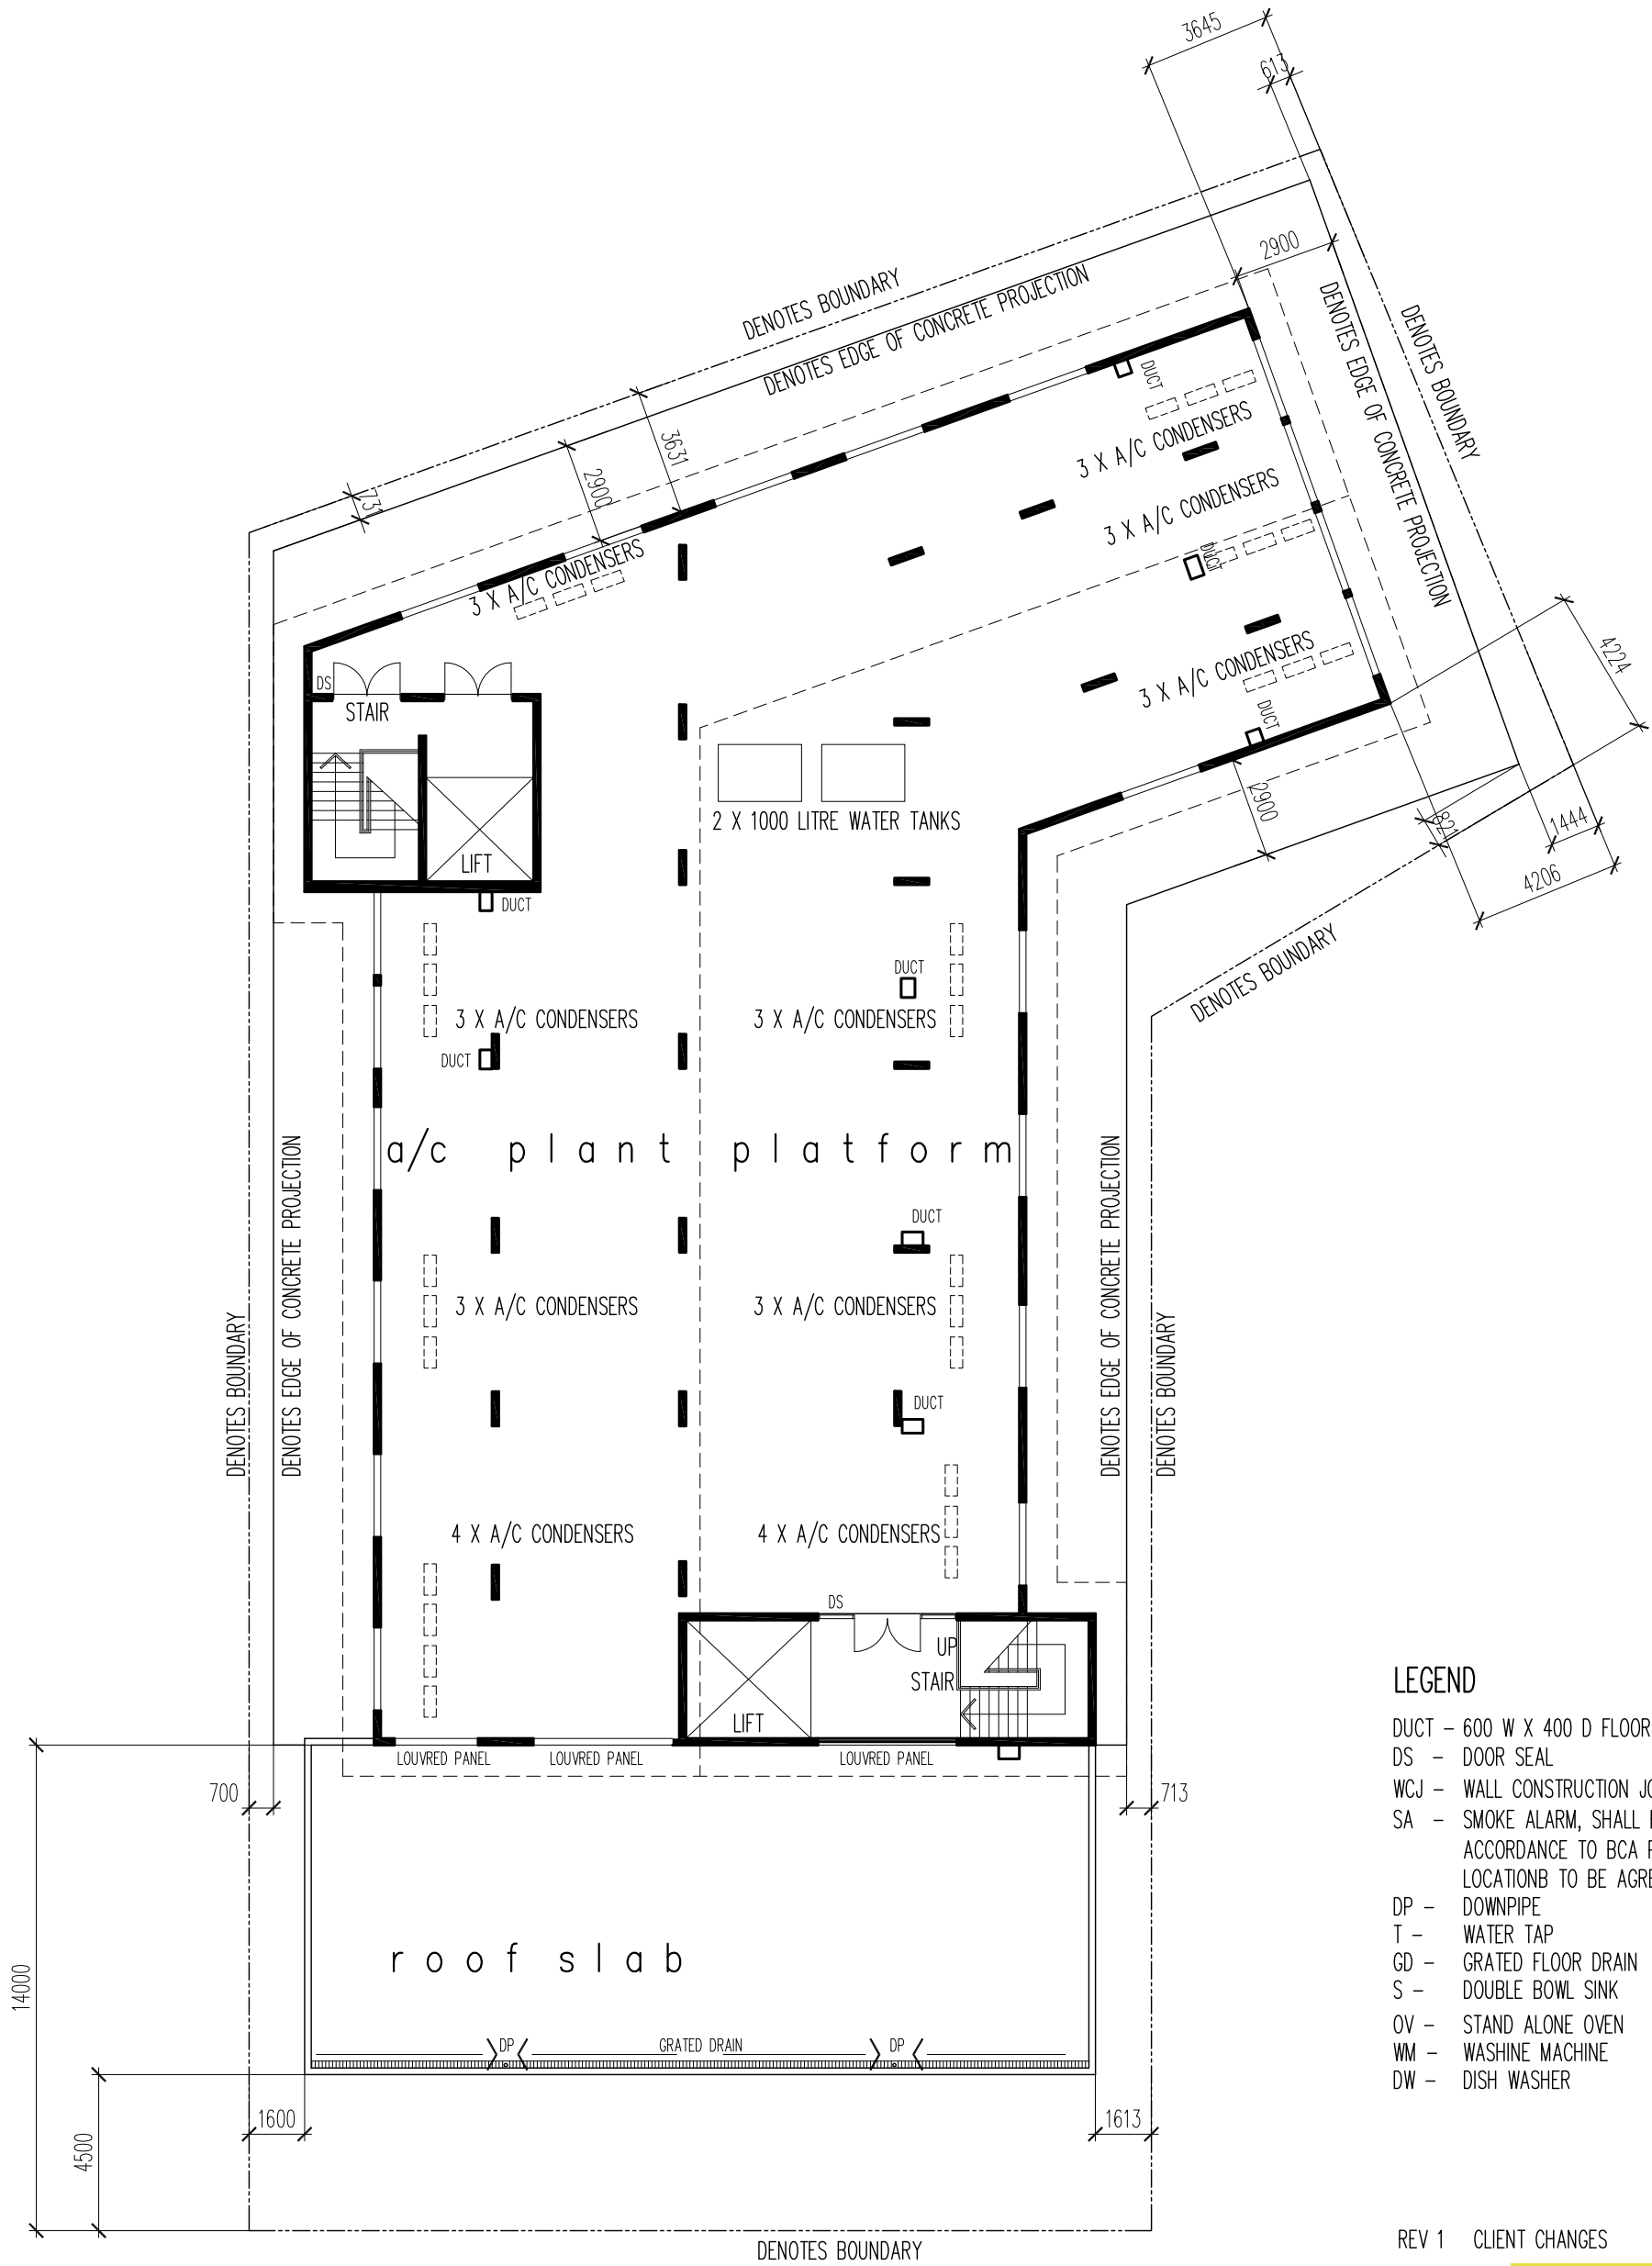 3645
613
2900
DENOTES BOUNDARY
DENOTES EDGE OF CONCRETE PROJECTION
DENOTES EDGE OF CONCRETE PROJECTION
DENOTES BOUNDARY
DUCT
3631
2900
731
3 X A/C CONDENSERS
3 X A/C CONDENSERS
DUCT
3 X A/C CONDENSERS
3 X A/C CONDENSERS
4224
DS
STAIR
DUCT
2 X 1000 LITRE WATER TANKS
2900
821
1444
4206
LIFT
DUCT
DENOTES BOUNDARY
DUCT
3 X A/C CONDENSERS
3 X A/C CONDENSERS
DUCT
a/c plant platform
DENOTES EDGE OF CONCRETE PROJECTION
DENOTES EDGE OF CONCRETE PROJECTION
DUCT
3 X A/C CONDENSERS
3 X A/C CONDENSERS
DENOTES BOUNDARY
DENOTES BOUNDARY
DUCT
4 X A/C CONDENSERS
4 X A/C CONDENSERS
DS
UP
STAIR
LIFT
LOUVRED PANEL
LOUVRED PANEL
LOUVRED PANEL
700
713
roof slab
14000
DP
GRATED DRAIN
DP
1600
1613
4500
DENOTES BOUNDARY
LEGEND
DUCT – 600 W X 400 D FLOOR
DS – DOOR SEAL
WCJ – WALL CONSTRUCTION
SA – SMOKE ALARM, SHALL
ACCORDANCE TO BCA
LOCATIONB TO BE
DP – DOWNPIPE
T – WATER TAP
GD – GRATED FLOOR DRAIN
S – DOUBLE BOWL SINK
OV – STAND ALONE OVEN
WM – WASHINE MACHINE
DW – DISH WASHER
REV 1 CLIENT CHANGES